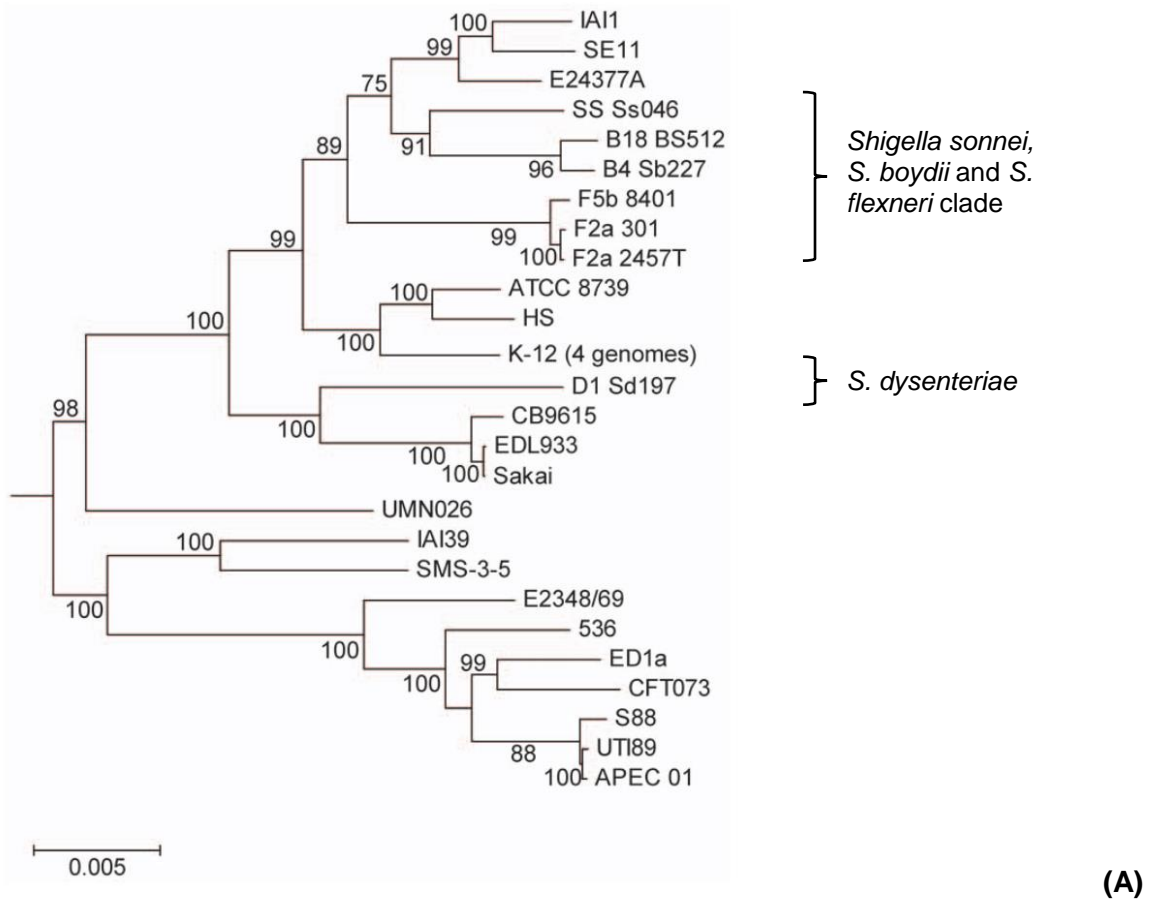 100
IAI1
99
SE11
75
E24377A
SS Ss046
89
91
B18 BS512
96
B4 Sb227
F5b 8401
99
99
F2a 301
100
F2a 2457T
100
ATCC 8739
100
HS
100
K-12 (4 genomes)
D1 Sd197
98
100
CB9615
100
EDL933
100
Sakai
UMN026
100
IAI39
SMS-3-5
100
E2348/69
100
536
99
ED1a
100
CFT073
S88
88
UTI89
100
APEC 01
0.005
Shigella sonnei,
S. boydii and S.
flexneri clade
S. dysenteriae
(A)